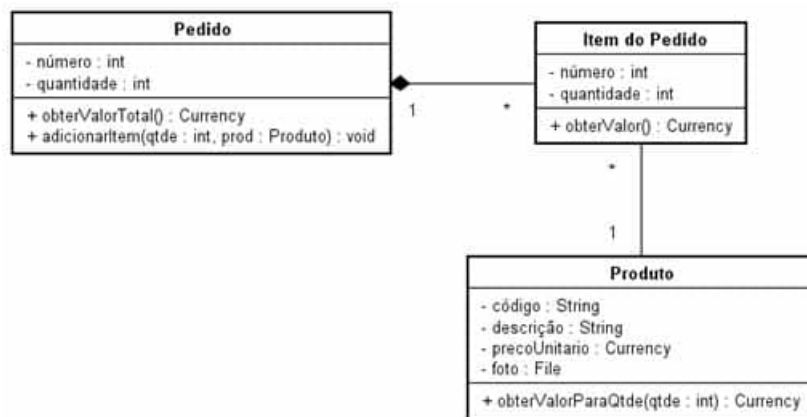 Pedido
- número : int
- quantidade : int
+ obterValorTotal() : Currency
+ adicionarItem(qtde : int, prod : Produto) : void
1
*
Item do Pedido
- número : int
- quantidade : int
+ obterValor() : Currency
*
1
Produto
- código : String
- descrição : String
- precoUnitario : Currency
- foto : File
+ obterValorParaQtde(qtde : int) : Currency